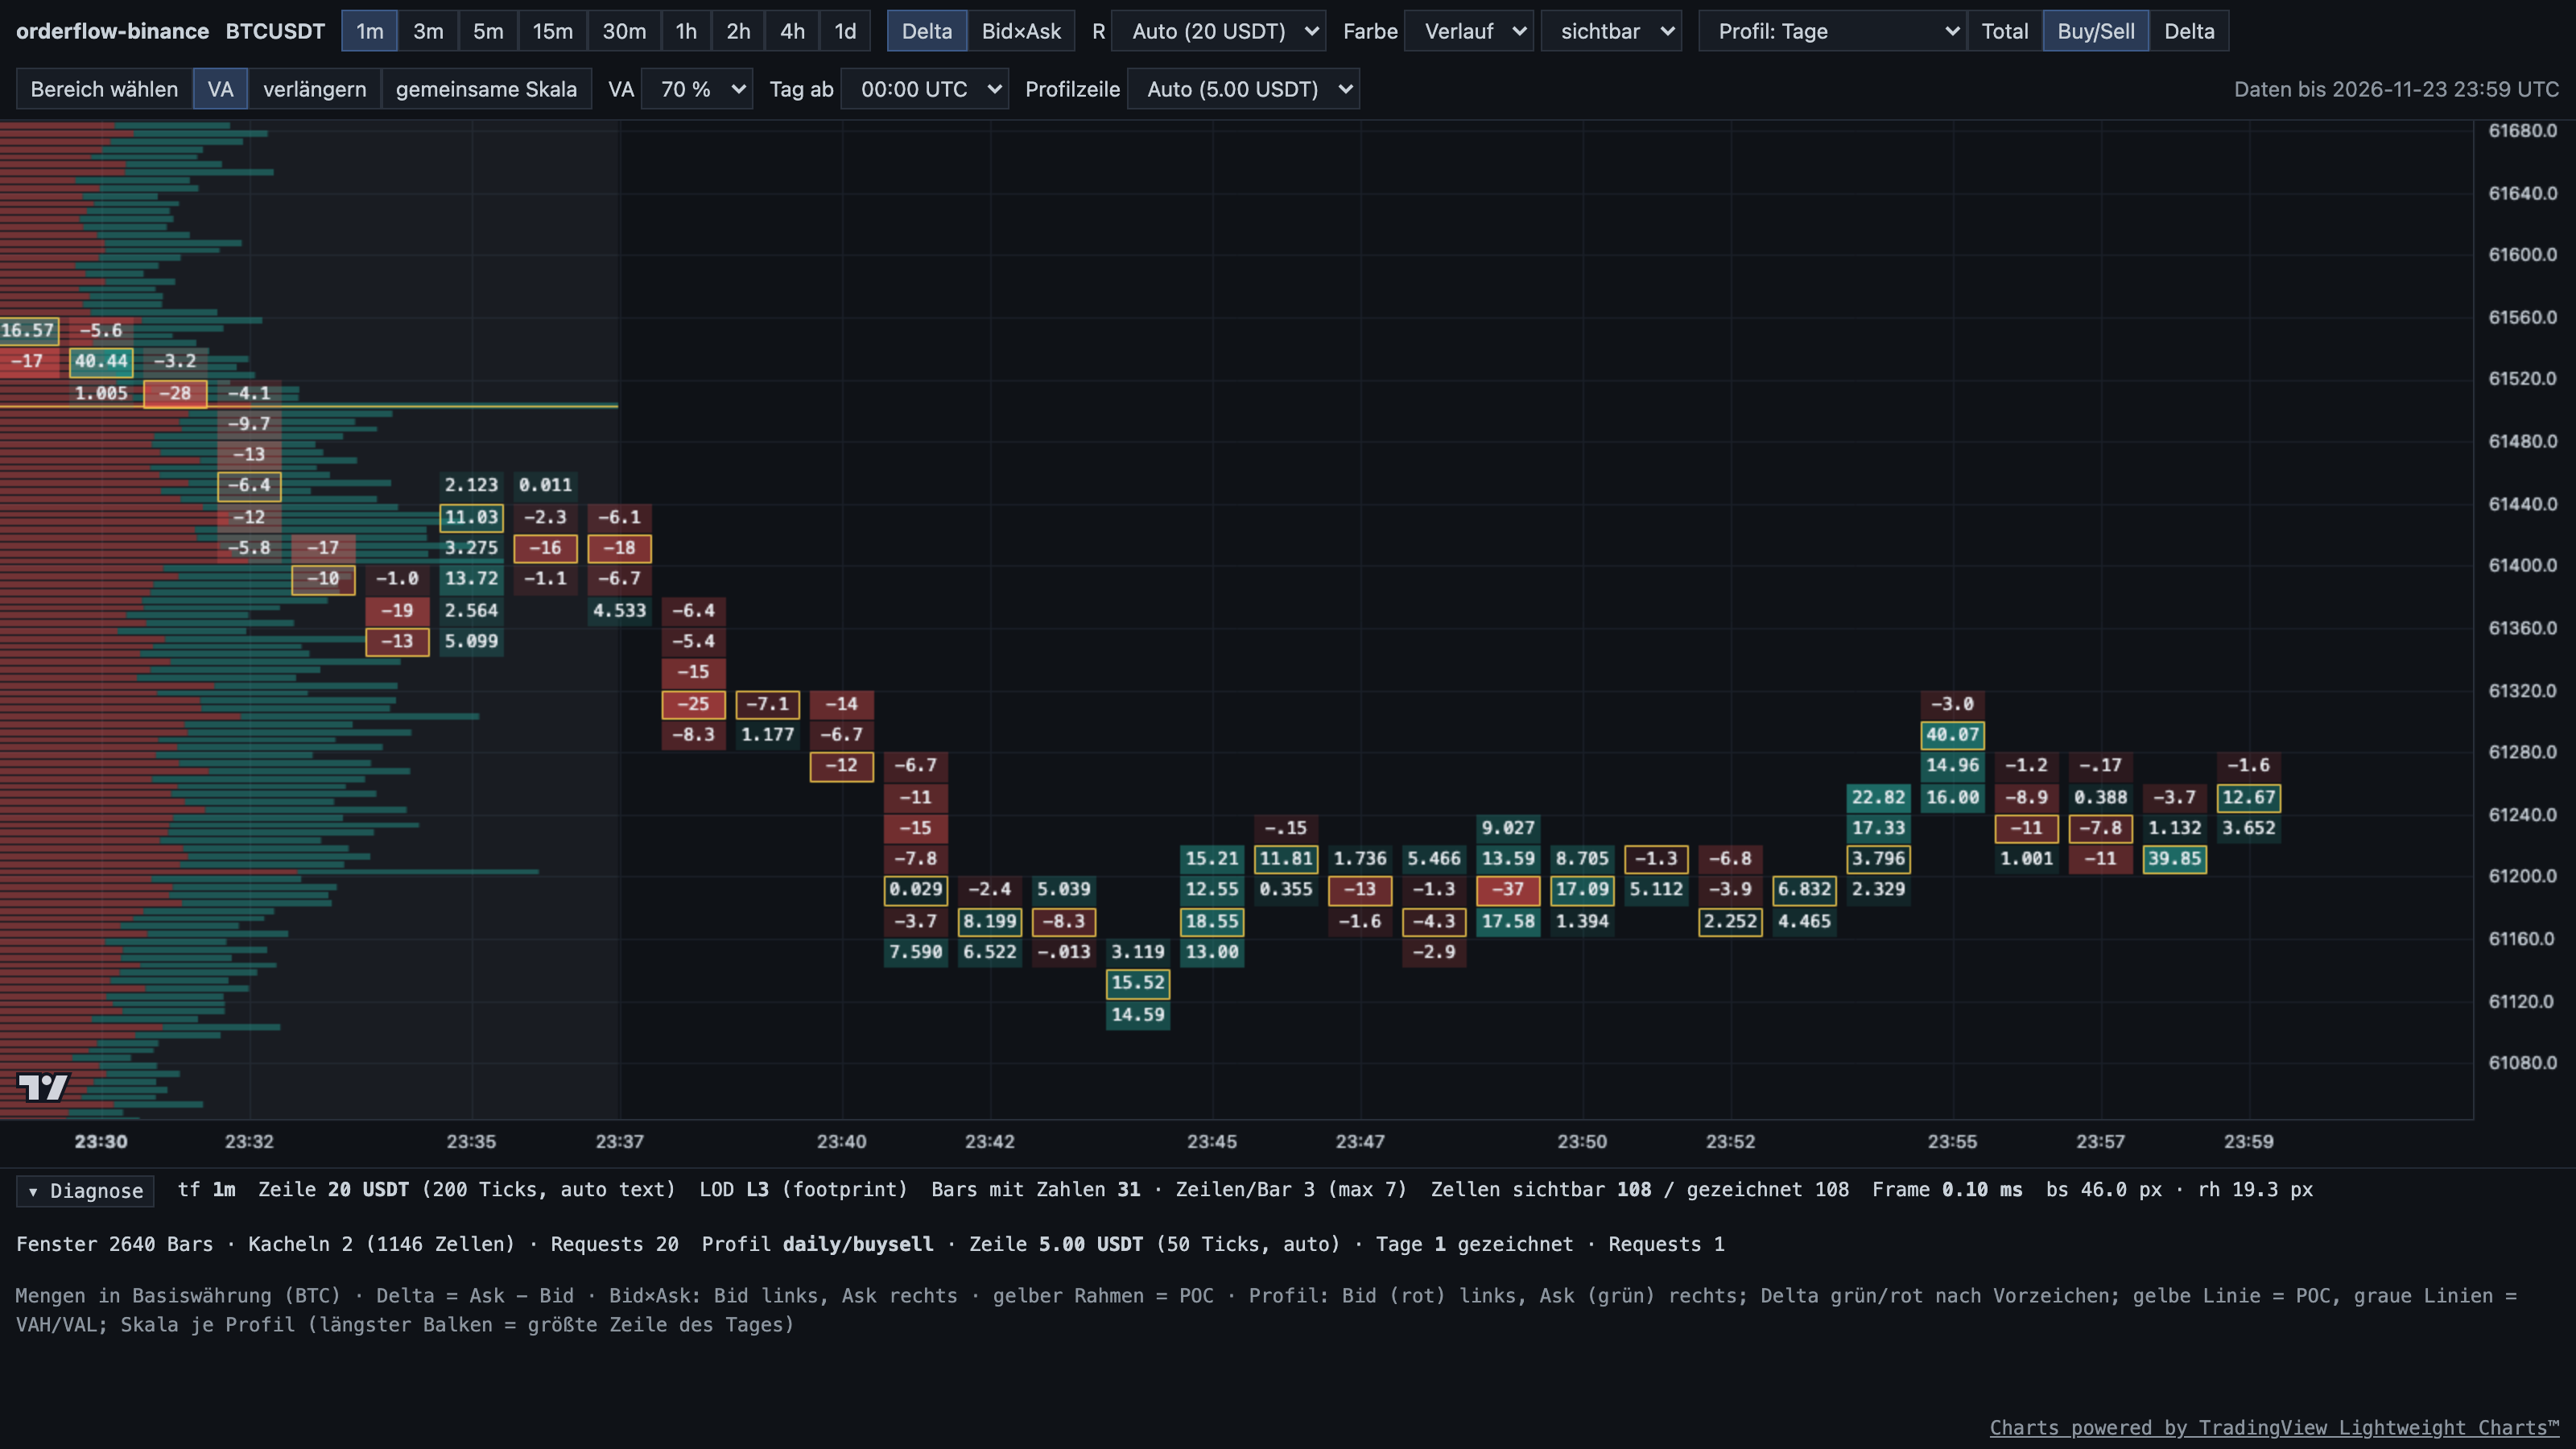 orderflow-binance BTCUSDT 1m 3m 5m 15m 30m 1h 2h 4h 1d Delta Bid×Ask R Auto (20 USDT) Farbe Verlauf sichtbar Profil: Tage Total Buy/Sell Delta
Bereich wählen VA verlängern gemeinsame Skala VA 70 % Tag ab 00:00 UTC Profilzeile Auto (5.00 USDT) Daten bis 2026-11-23 23:59 UTC
61680.0
61640.0
61600.0
61560.0
16.57 −5.6
−17 40.44 −3.2
61520.0
1.005 −28 −4.1
−9.7
61480.0
−13
−6.4 2.123 0.011
61440.0
−12 11.03 −2.3 −6.1
−5.8 −17 3.275 −16 −18
61400.0
−10 −1.0 13.72 −1.1 −6.7
−19 2.564 4.533 −6.4
61360.0
−13 5.099 −5.4
−15
61320.0
−25 −7.1 −14 −3.0
−8.3 1.177 −6.7 40.07
61280.0
−12 −6.7 14.96 −1.2 −.17 −1.6
−11 22.82 16.00 −8.9 0.388 −3.7 12.67
61240.0
−15 −.15 9.027 17.33 −11 −7.8 1.132 3.652
−7.8 15.21 11.81 1.736 5.466 13.59 8.705 −1.3 −6.8 3.796 1.001 −11 39.85
61200.0
0.029 −2.4 5.039 12.55 0.355 −13 −1.3 −37 17.09 5.112 −3.9 6.832 2.329
−3.7 8.199 −8.3 18.55 −1.6 −4.3 17.58 1.394 2.252 4.465
61160.0
7.590 6.522 −.013 3.119 13.00 −2.9
15.52
61120.0
14.59
61080.0
23:30 23:32 23:35 23:37 23:40 23:42 23:45 23:47 23:50 23:52 23:55 23:57 23:59
▾ Diagnose tf 1m Zeile 20 USDT (200 Ticks, auto text) LOD L3 (footprint) Bars mit Zahlen 31 · Zeilen/Bar 3 (max 7) Zellen sichtbar 108 / gezeichnet 108 Frame 0.10 ms bs 46.0 px · rh 19.3 px
Fenster 2640 Bars · Kacheln 2 (1146 Zellen) · Requests 20 Profil daily/buysell · Zeile 5.00 USDT (50 Ticks, auto) · Tage 1 gezeichnet · Requests 1
Mengen in Basiswährung (BTC) · Delta = Ask − Bid · Bid×Ask: Bid links, Ask rechts · gelber Rahmen = POC · Profil: Bid (rot) links, Ask (grün) rechts; Delta grün/rot nach Vorzeichen; gelbe Linie = POC, graue Linien =
VAH/VAL; Skala je Profil (längster Balken = größte Zeile des Tages)
Charts powered by TradingView Lightweight Charts™